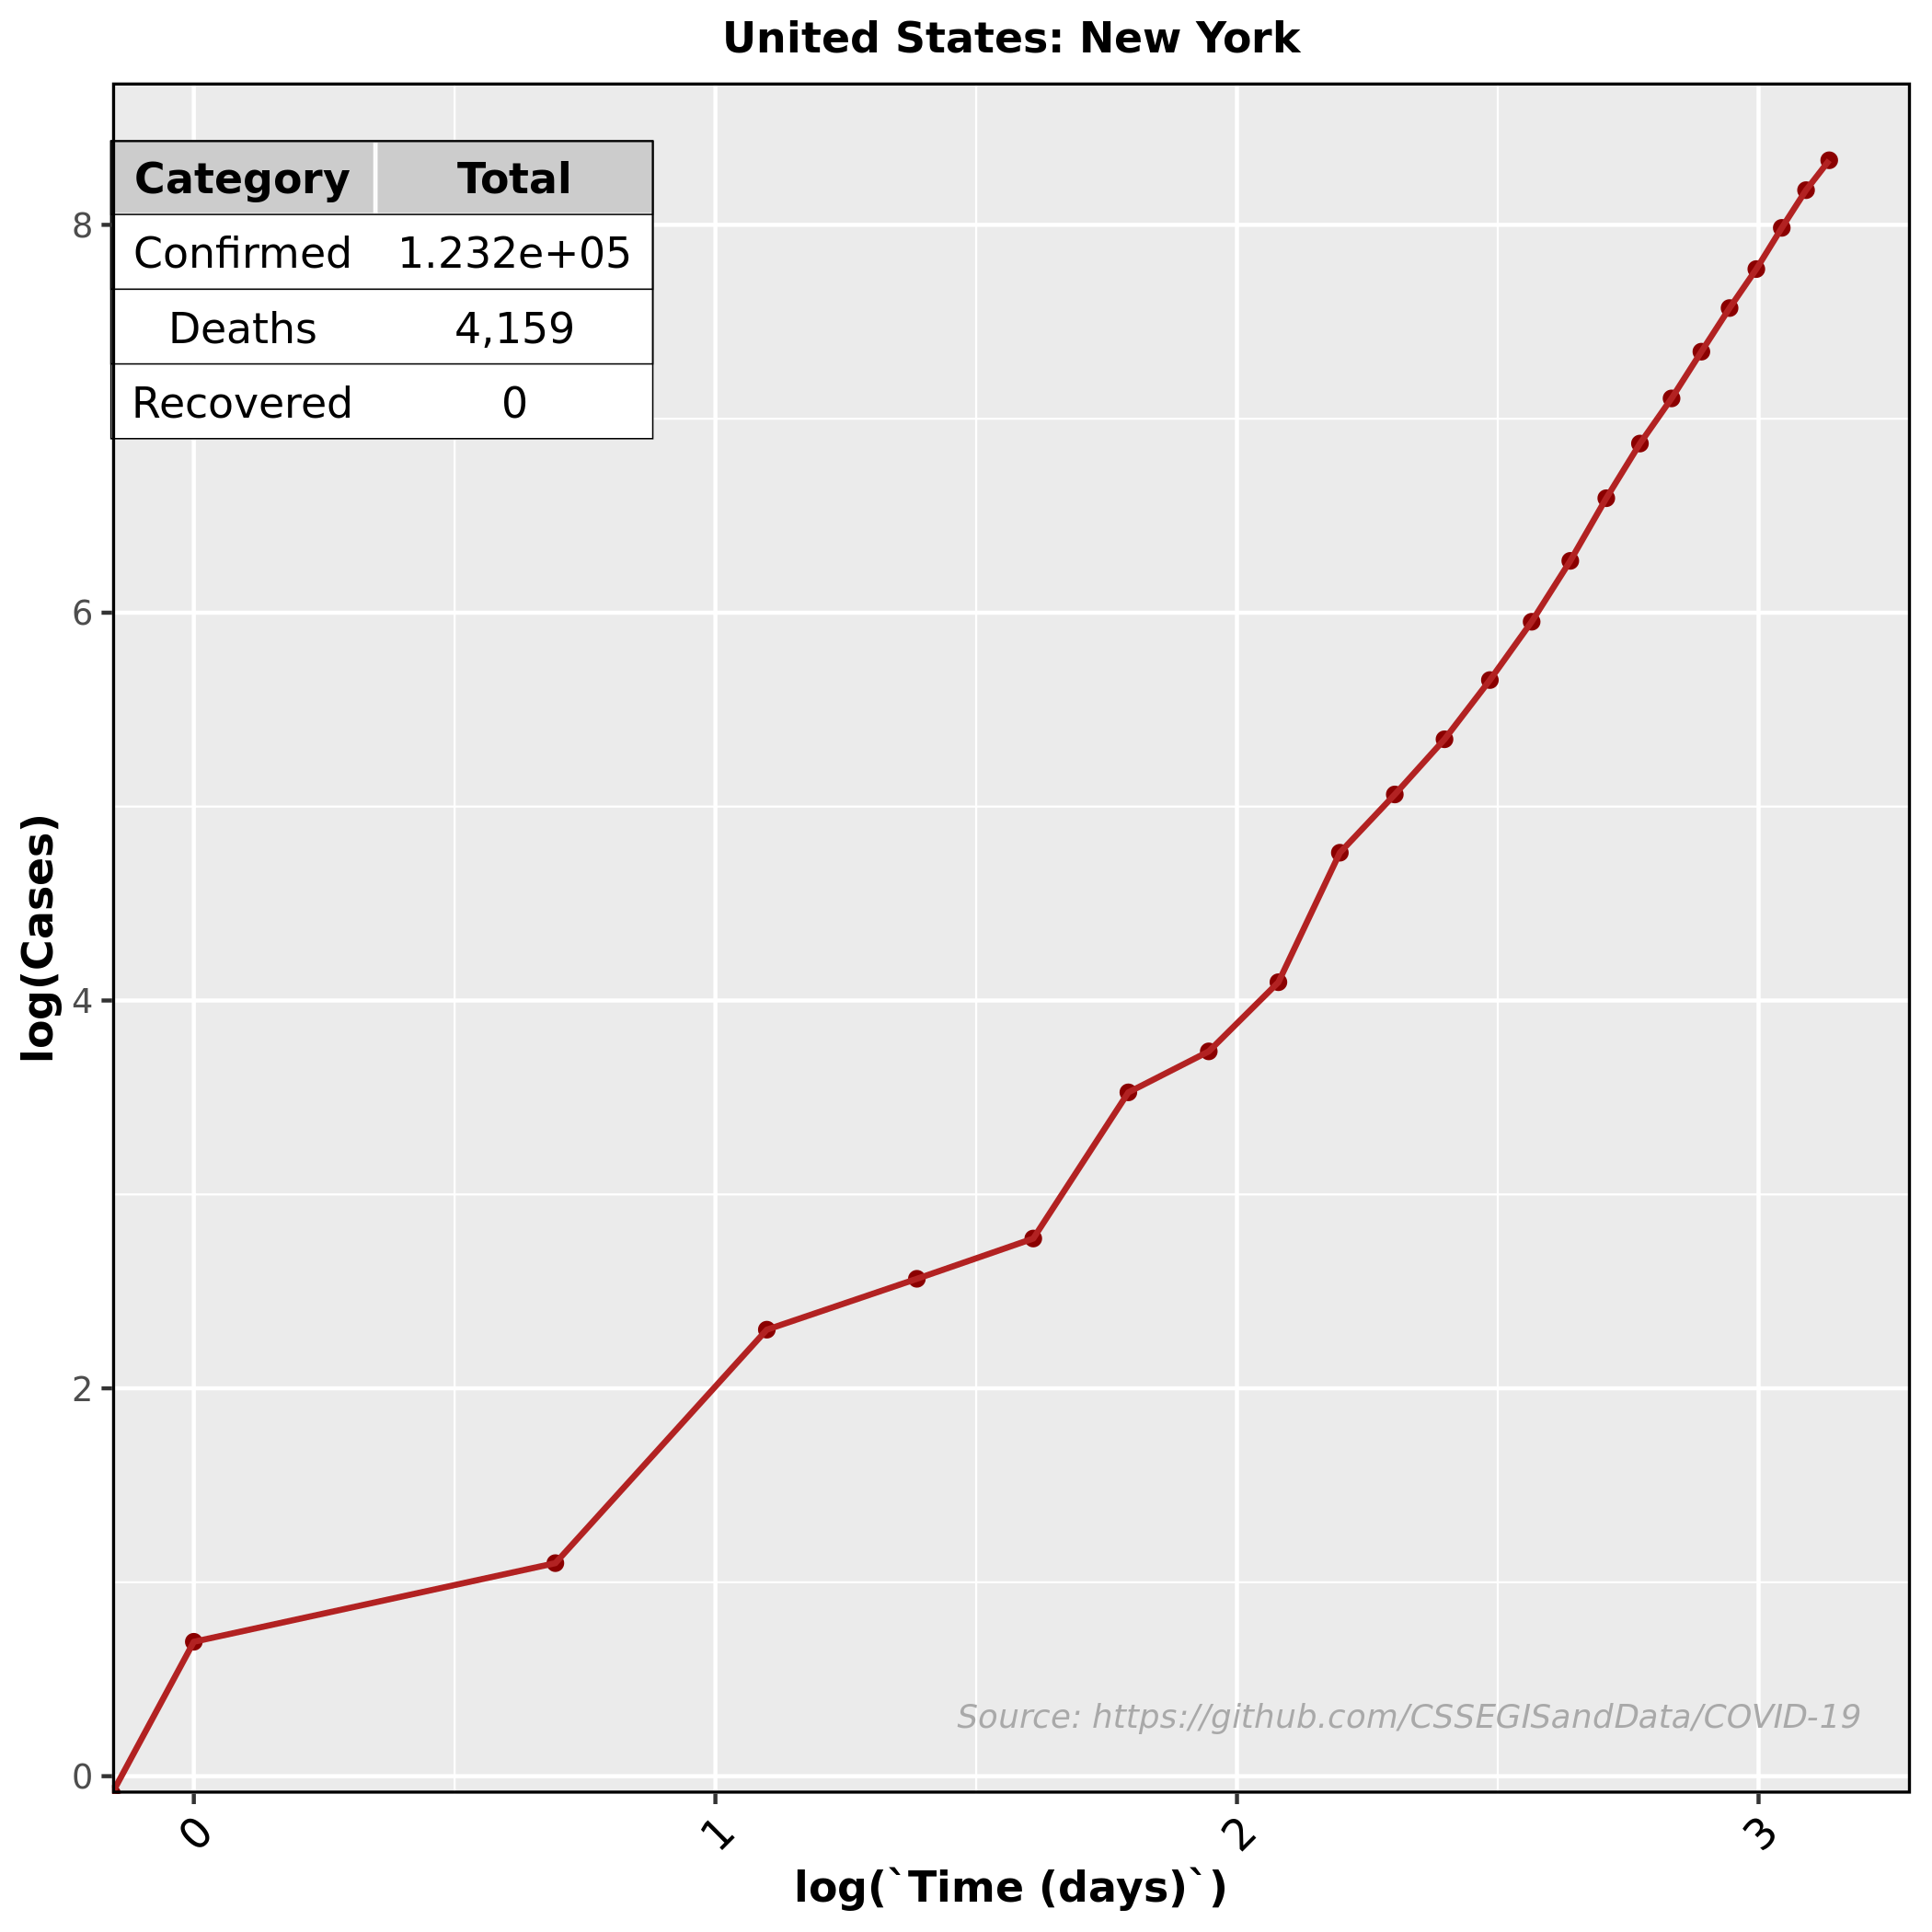 United States: New York
Category Total
Confirmed 1.232e+05
Deaths 4,159
Recovered 0
8
6
4
2
0
log(Cases)
0 1 2 3
log(`Time (days)`)
Source: https://github.com/CSSEGISandData/COVID-19